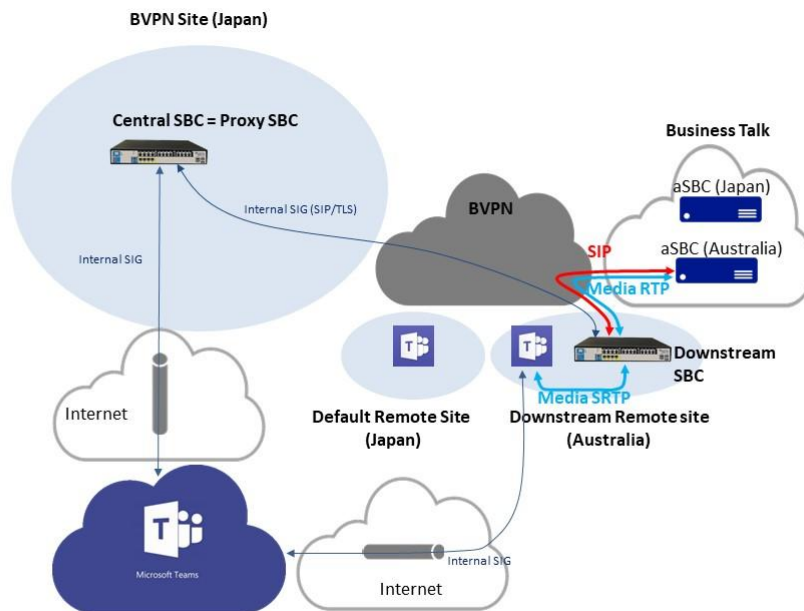 BVPN Site (Japan)
Central SBC = Proxy SBC
Business Talk
aSBC (Japan)
Internal SIG (SIP/TLS)
BVPN
aSBC (Australia)
Internal SIG
SIP
Media RTP
T
T
Downstream
SBC
Media SRTP
Internet
Default Remote Site
(Japan)
Downstream Remote site
(Australia)
T
Microsoft Teams
Internal SIG
Internet